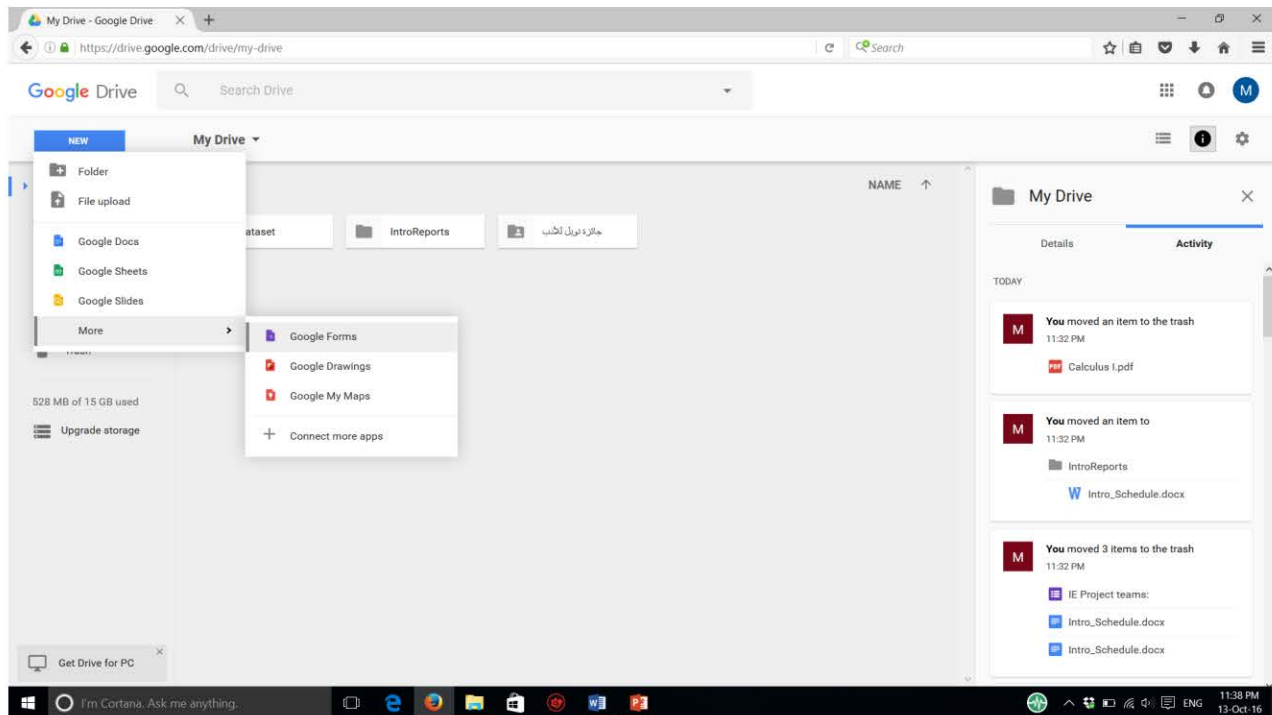 My Drive - Google Drive
https://drive.google.com/drive/my-drive
Search
Google Drive
Search Drive
M
NEW
My Drive
Folder
File upload
Google Docs
Google Sheets
Google Slides
More
Google Forms
Google Drawings
Google My Maps
Connect more apps
NAME
ataset
IntroReports
جائزة نوبل للأدب
528 MB of 15 GB used
Upgrade storage
Get Drive for PC
My Drive
Details
Activity
TODAY
M
You moved an item to the trash
11:32 PM
PDF
Calculus I.pdf
M
You moved an item to
11:32 PM
IntroReports
W
Intro_Schedule.docx
M
You moved 3 items to the trash
11:32 PM
IE Project teams:
Intro_Schedule.docx
Intro_Schedule.docx
I'm Cortana. Ask me anything.
ENG
11:38 PM
13-Oct-16